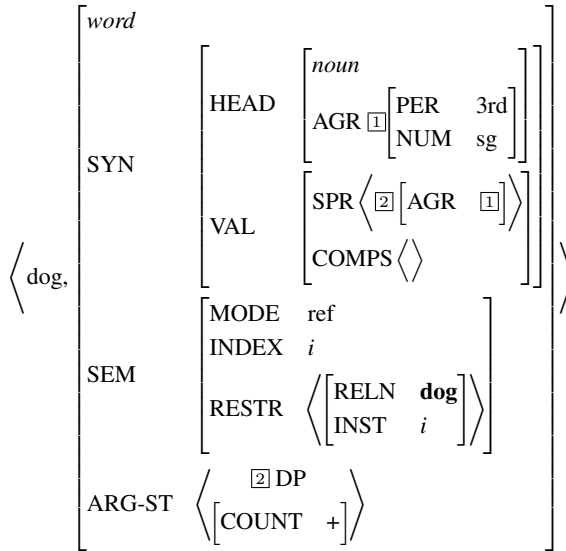 word
HEAD
noun
AGR 1 PER 3rd
NUM sg
SYN
VAL
SPR ⟨ 2 [ AGR 1 ] ⟩
COMPS ⟨⟩
⟨ dog,
MODE ref
INDEX i
SEM
RESTR ⟨ RELN dog
INST i ⟩
ARG-ST ⟨ 2 DP
[COUNT +] ⟩
⟩